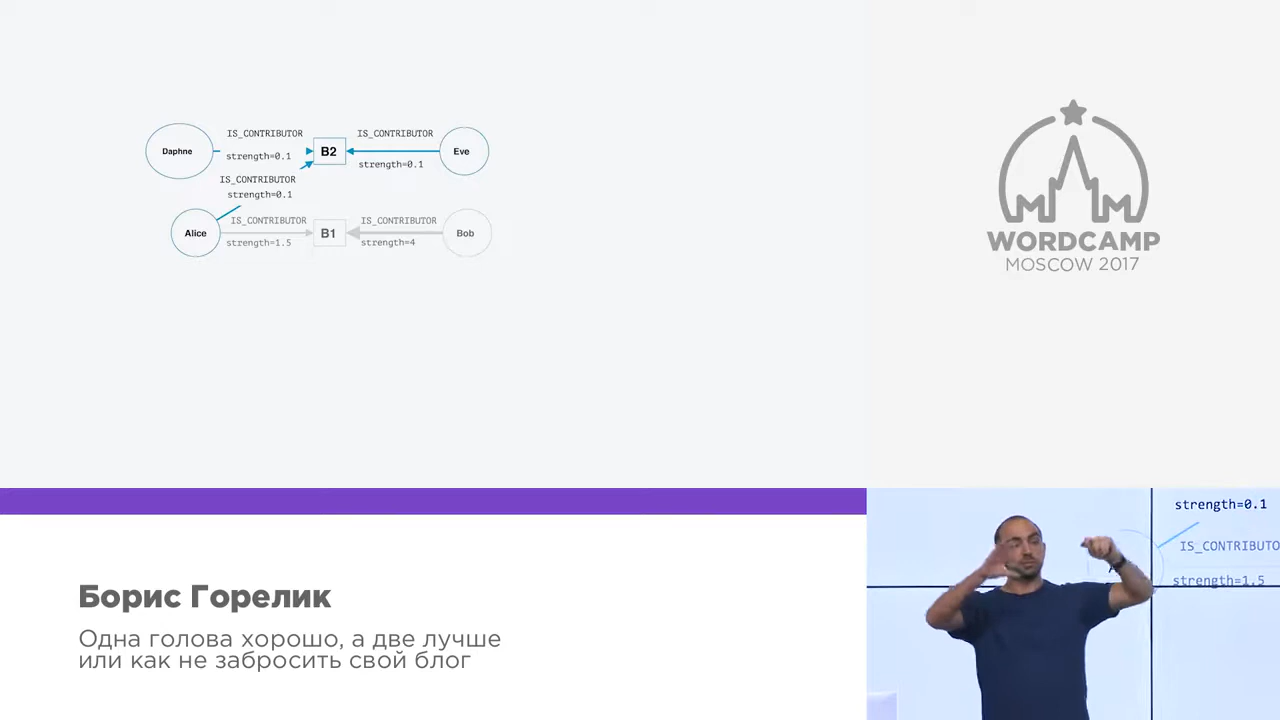 IS_CONTRIBUTOR
IS_CONTRIBUTOR
Daphne
B2
Eve
strength=0.1
strength=0.1
IS_CONTRIBUTOR
strength=0.1
IS_CONTRIBUTOR
IS_CONTRIBUTOR
Alice
B1
Bob
strength=1.5
strength=4
WORDCAMP
MOSCOW 2017
Борис Горелик
Одна голова хорошо, а две лучше
или как не забросить свой блог
strength=0.1
IS_CONTRIBUTO
strength=1.5